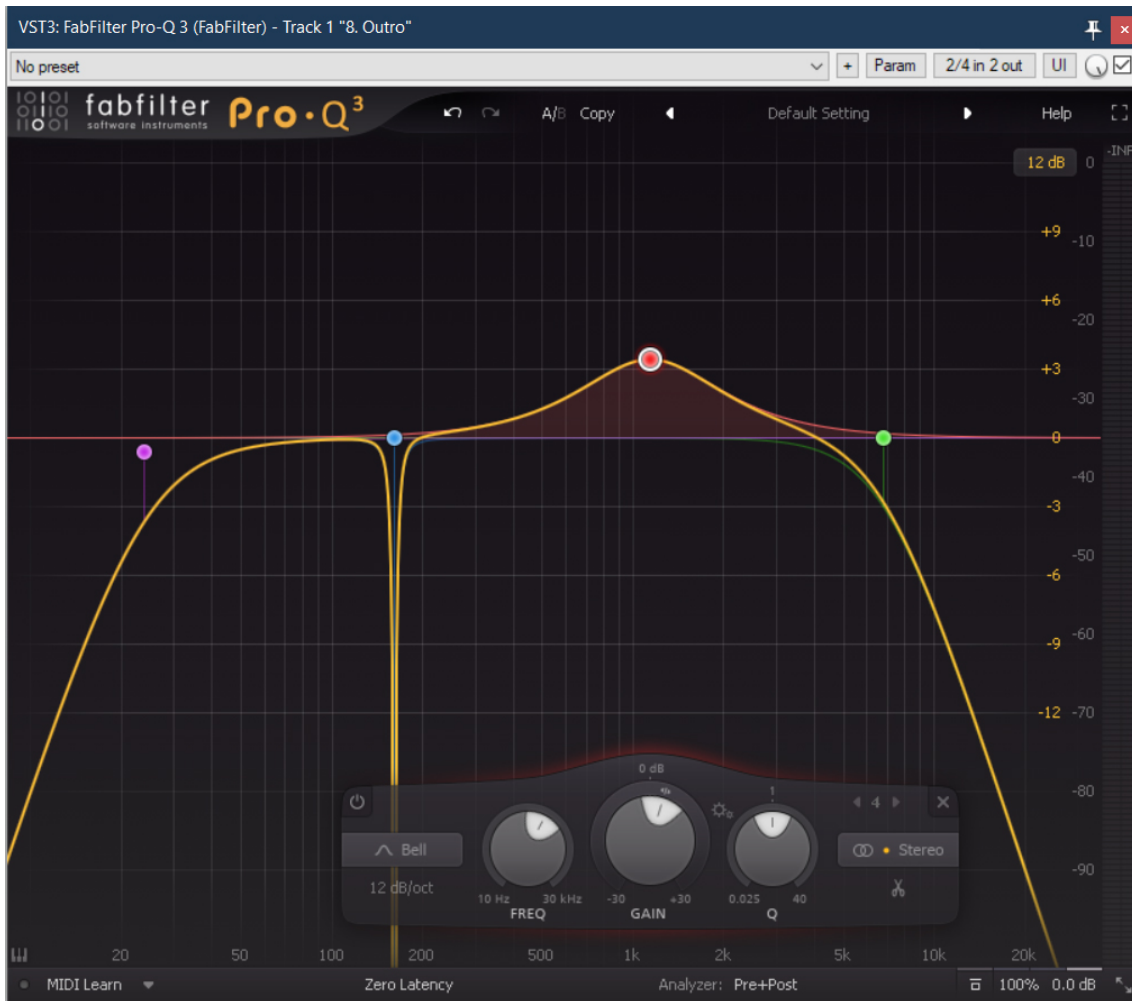 VST3: FabFilter Pro-Q 3 (FabFilter) - Track 1 "8. Outro"
No preset + Param 2/4 in 2 out UI
fabfilter Pro·Q³ A/B Copy Default Setting Help
software instruments
-INF
12 dB 0
+9 -10
+6 -20
+3 -30
0 -40
-3 -50
-6 -60
-9
-12 -70
0 dB
1
-80
4
Bell Stereo
12 dB/oct
-90
10 Hz 30 kHz -30 +30 0.025 40
FREQ GAIN Q
20 50 100 200 500 1k 2k 5k 10k 20k
MIDI Learn Zero Latency Analyzer: Pre+Post 100% 0.0 dB